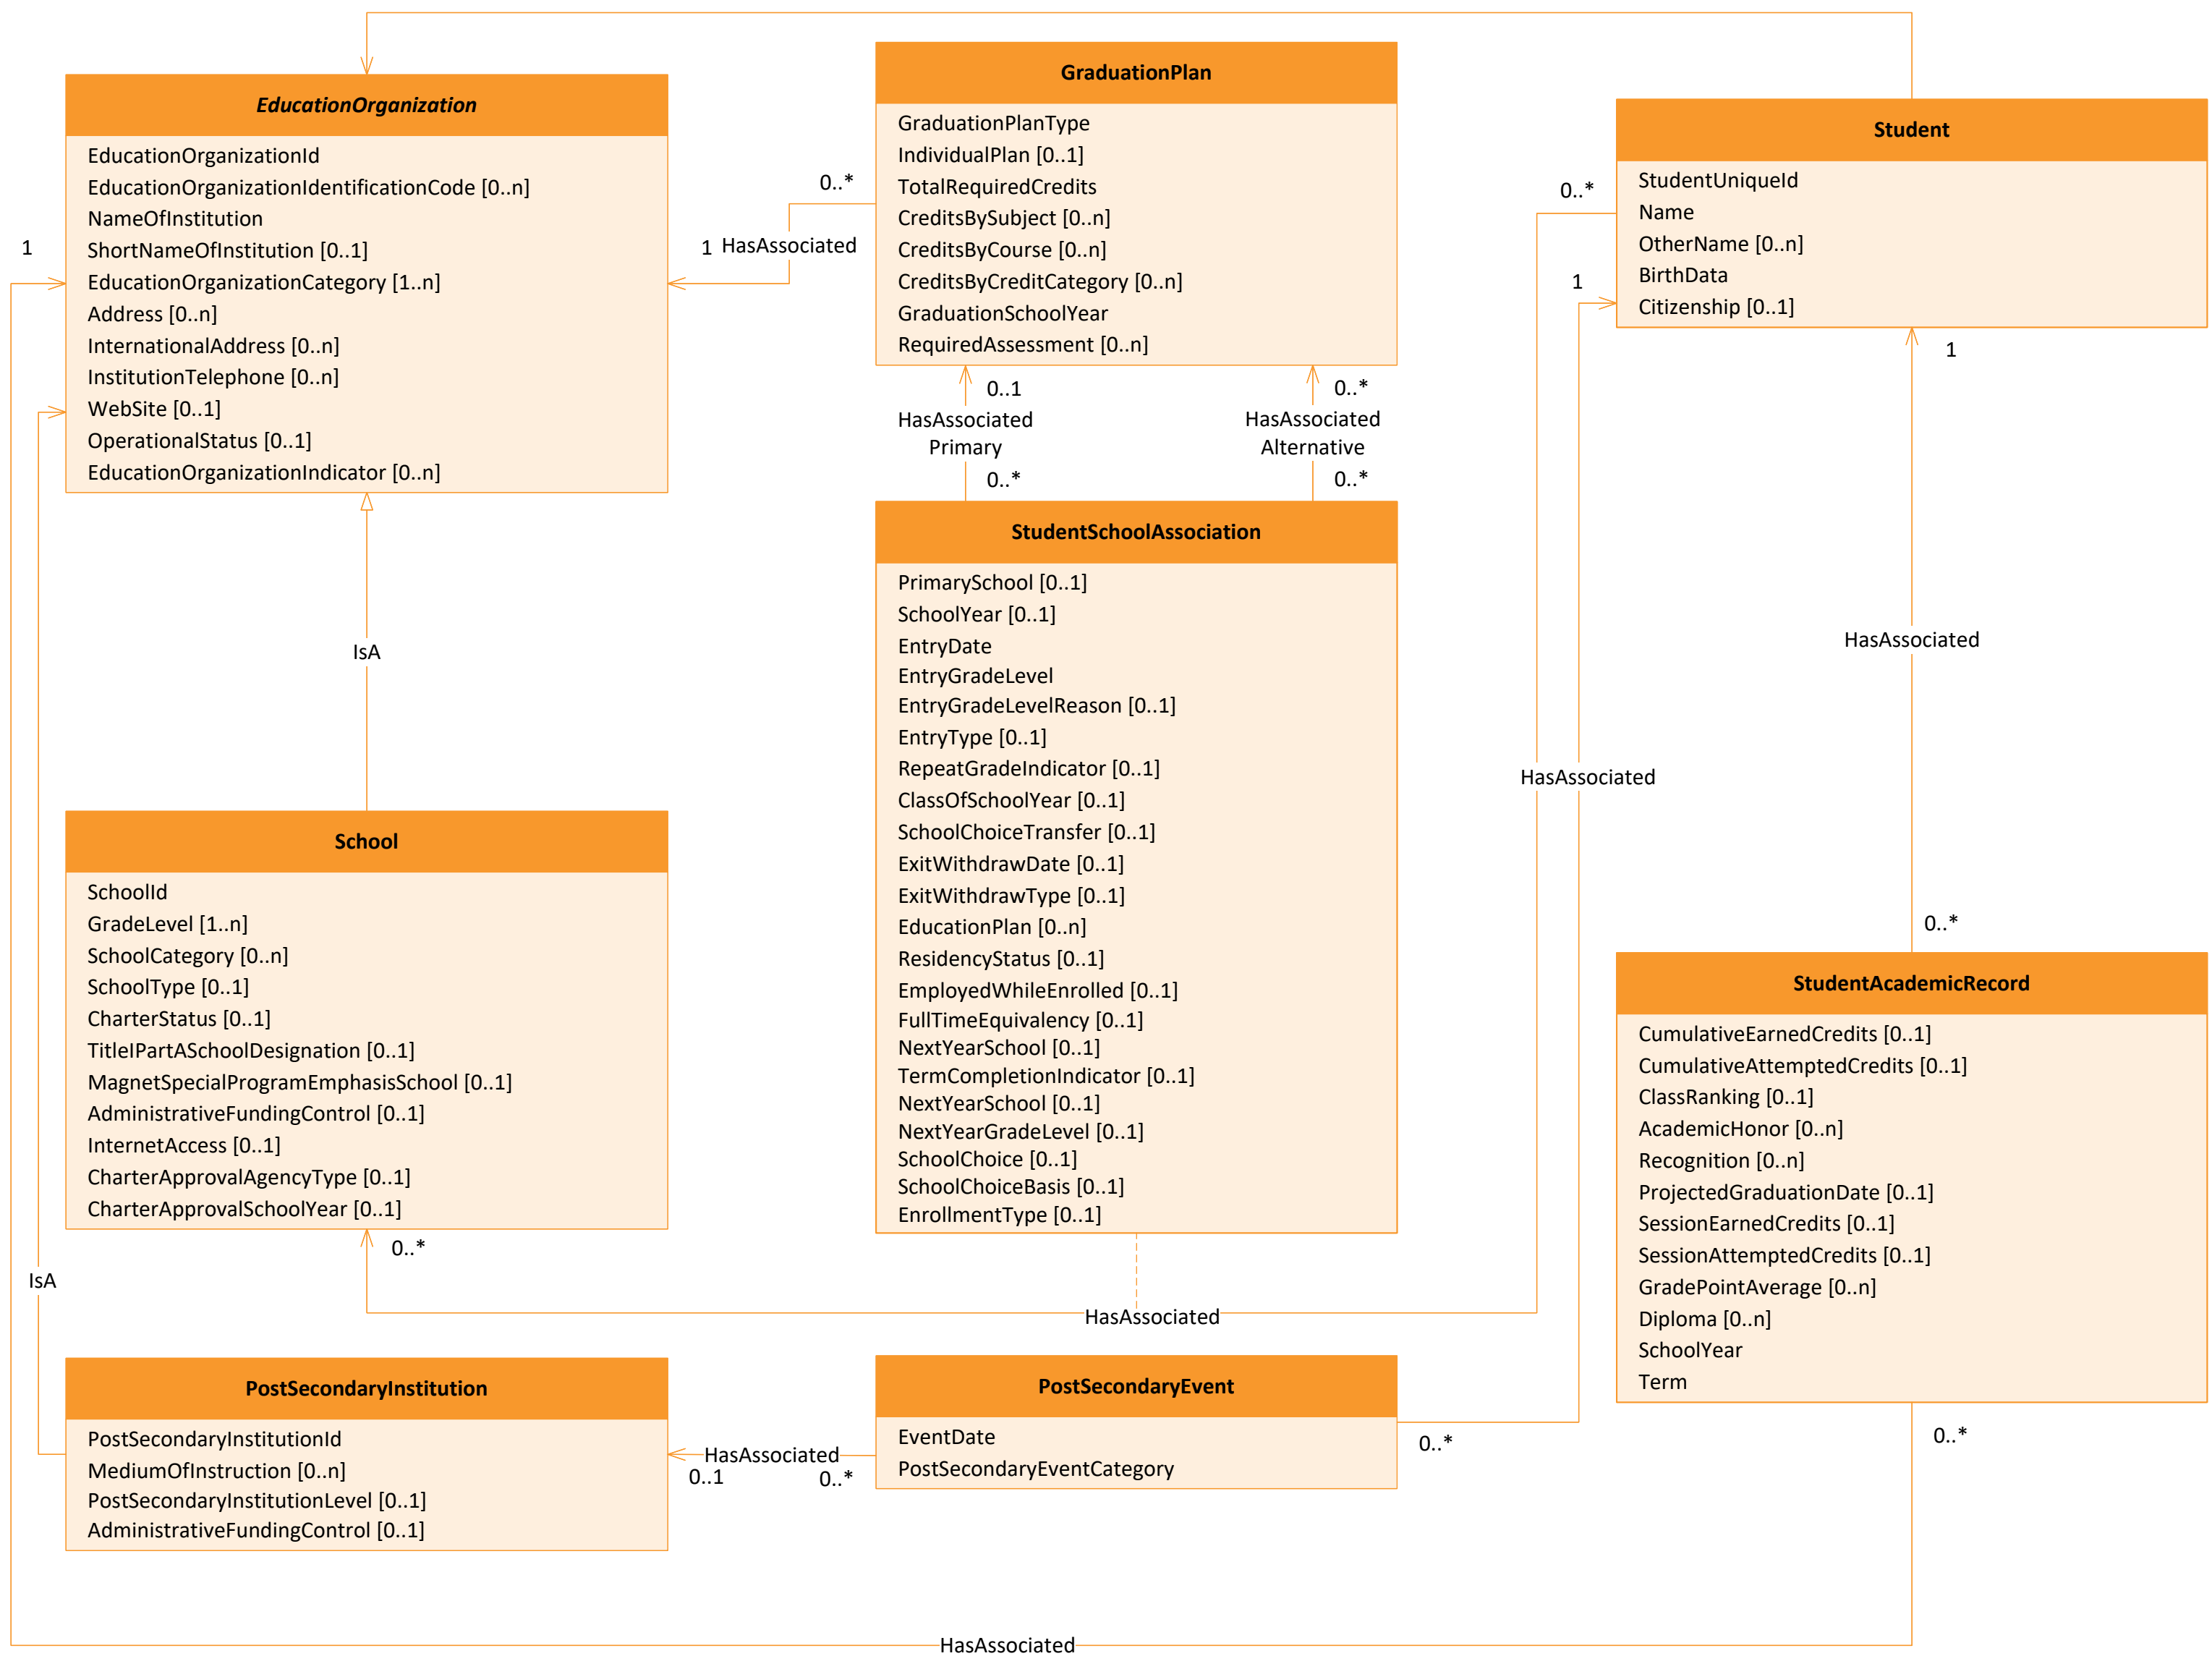 EducationOrganization
EducationOrganizationId
EducationOrganizationIdentificationCode [0..n]
NameOfInstitution
ShortNameOfInstitution [0..1]
EducationOrganizationCategory [1..n]
Address [0..n]
InternationalAddress [0..n]
InstitutionTelephone [0..n]
WebSite [0..1]
OperationalStatus [0..1]
EducationOrganizationIndicator [0..n]
1
0..*
1 HasAssociated
GraduationPlan
GraduationPlanType
IndividualPlan [0..1]
TotalRequiredCredits
CreditsBySubject [0..n]
CreditsByCourse [0..n]
CreditsByCreditCategory [0..n]
GraduationSchoolYear
RequiredAssessment [0..n]
0..1
HasAssociated
Primary
0..*
0..*
HasAssociated
Alternative
0..*
Student
StudentUniqueId
Name
OtherName [0..n]
BirthData
Citizenship [0..1]
0..*
1
1
HasAssociated
0..*
IsA
StudentSchoolAssociation
PrimarySchool [0..1]
SchoolYear [0..1]
EntryDate
EntryGradeLevel
EntryGradeLevelReason [0..1]
EntryType [0..1]
RepeatGradeIndicator [0..1]
ClassOfSchoolYear [0..1]
SchoolChoiceTransfer [0..1]
ExitWithdrawDate [0..1]
ExitWithdrawType [0..1]
EducationPlan [0..n]
ResidencyStatus [0..1]
EmployedWhileEnrolled [0..1]
FullTimeEquivalency [0..1]
NextYearSchool [0..1]
TermCompletionIndicator [0..1]
NextYearSchool [0..1]
NextYearGradeLevel [0..1]
SchoolChoice [0..1]
SchoolChoiceBasis [0..1]
EnrollmentType [0..1]
HasAssociated
School
SchoolId
GradeLevel [1..n]
SchoolCategory [0..n]
SchoolType [0..1]
CharterStatus [0..1]
TitleIPartASchoolDesignation [0..1]
MagnetSpecialProgramEmphasisSchool [0..1]
AdministrativeFundingControl [0..1]
InternetAccess [0..1]
CharterApprovalAgencyType [0..1]
CharterApprovalSchoolYear [0..1]
0..*
IsA
HasAssociated
StudentAcademicRecord
CumulativeEarnedCredits [0..1]
CumulativeAttemptedCredits [0..1]
ClassRanking [0..1]
AcademicHonor [0..n]
Recognition [0..n]
ProjectedGraduationDate [0..1]
SessionEarnedCredits [0..1]
SessionAttemptedCredits [0..1]
GradePointAverage [0..n]
Diploma [0..n]
SchoolYear
Term
0..*
PostSecondaryInstitution
PostSecondaryInstitutionId
MediumOfInstruction [0..n]
PostSecondaryInstitutionLevel [0..1]
AdministrativeFundingControl [0..1]
HasAssociated
0..1
0..*
PostSecondaryEvent
EventDate
PostSecondaryEventCategory
0..*
HasAssociated